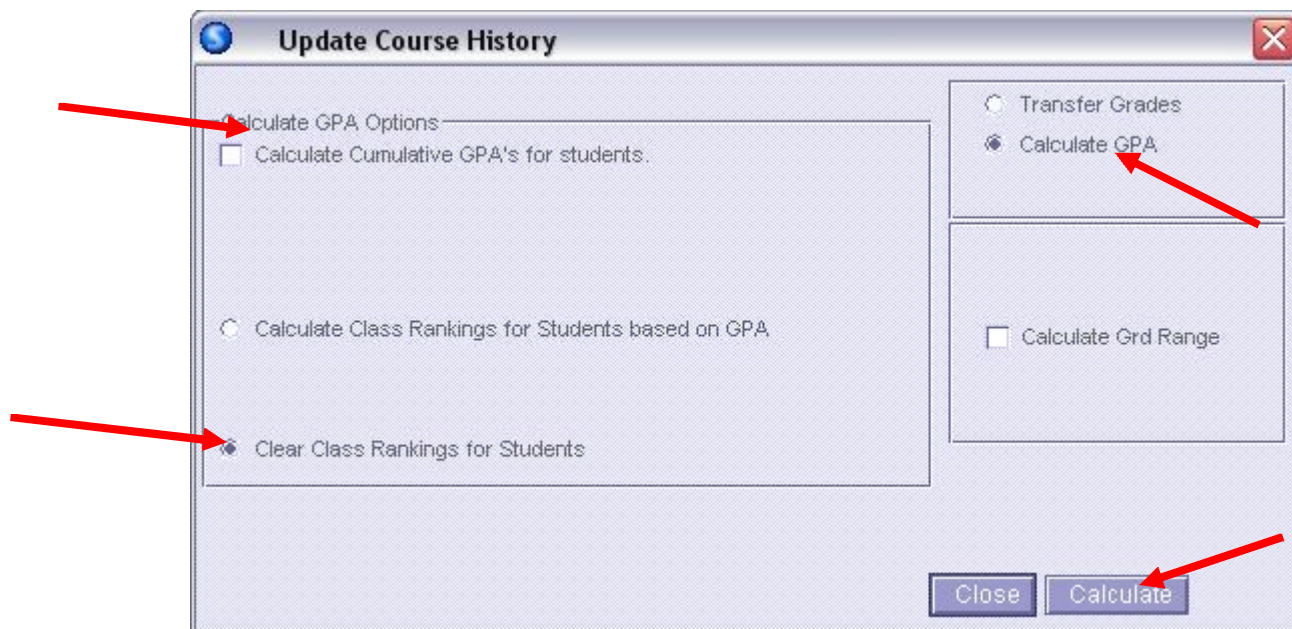 Update Course History
Calculate GPA Options
Calculate Cumulative GPA's for students.
Calculate Class Rankings for Students based on GPA
Clear Class Rankings for Students
Transfer Grades
Calculate GPA
Calculate Grd Range
Close
Calculate